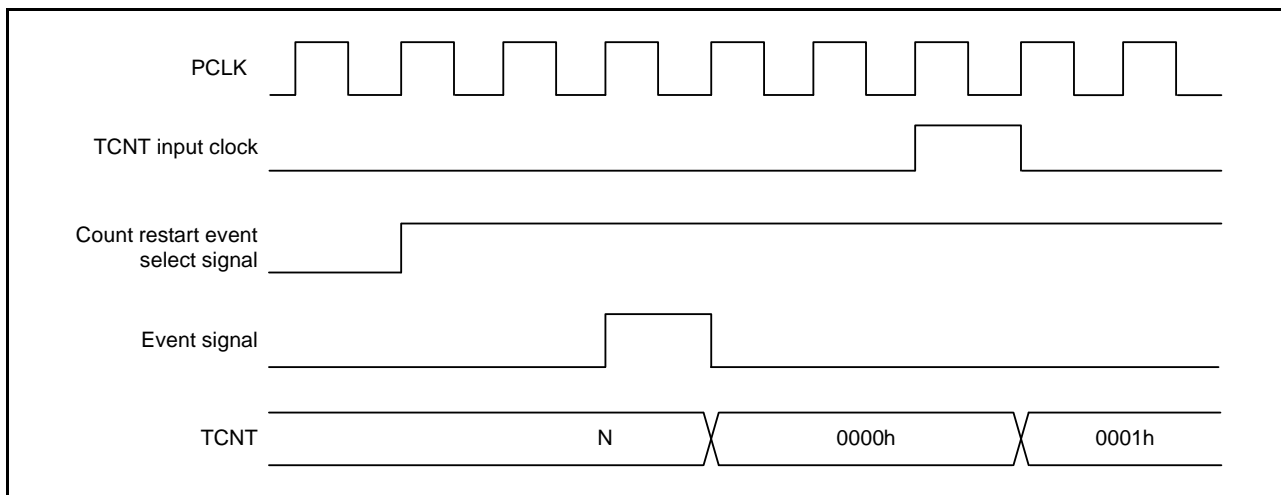 PCLK
TCNT input clock
Count restart event
select signal
Event signal
TCNT
N
0000h
0001h